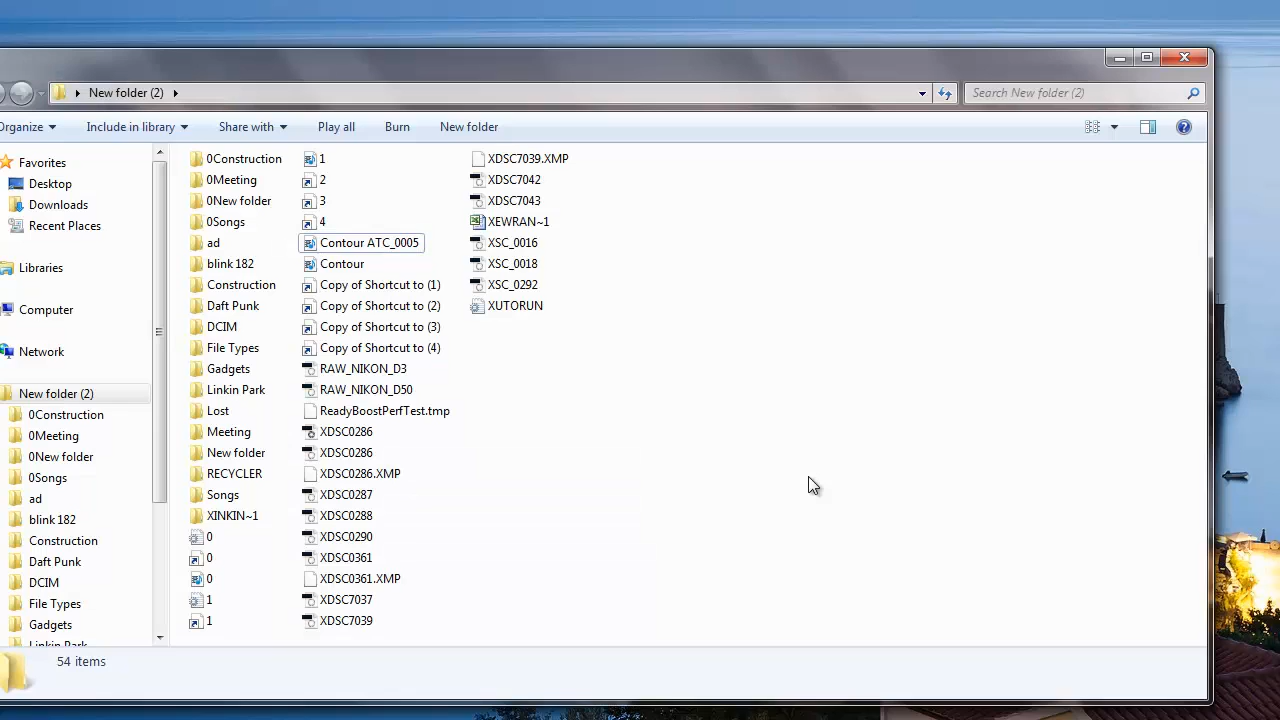 New folder (2)
Search New folder (2)
Organize
Include in library
Share with
Play all
Burn
New folder
Favorites
Desktop
Downloads
Recent Places
Libraries
Computer
Network
New folder (2)
0Construction
0Meeting
0New folder
0Songs
ad
blink 182
Construction
Daft Punk
DCIM
File Types
Gadgets
Linkin Park
0Construction
0Meeting
0New folder
0Songs
ad
blink 182
Construction
Daft Punk
DCIM
File Types
Gadgets
Linkin Park
Lost
Meeting
New folder
RECYCLER
Songs
XINKIN~1
0
0
0
1
1
1
2
3
4
Contour ATC_0005
Contour
Copy of Shortcut to (1)
Copy of Shortcut to (2)
Copy of Shortcut to (3)
Copy of Shortcut to (4)
RAW_NIKON_D3
RAW_NIKON_D50
ReadyBoostPerfTest.tmp
XDSC0286
XDSC0286
XDSC0286.XMP
XDSC0287
XDSC0288
XDSC0290
XDSC0361
XDSC0361.XMP
XDSC7037
XDSC7039
XDSC7039.XMP
XDSC7042
XDSC7043
XEWRAN~1
XSC_0016
XSC_0018
XSC_0292
XUTORUN
54 items